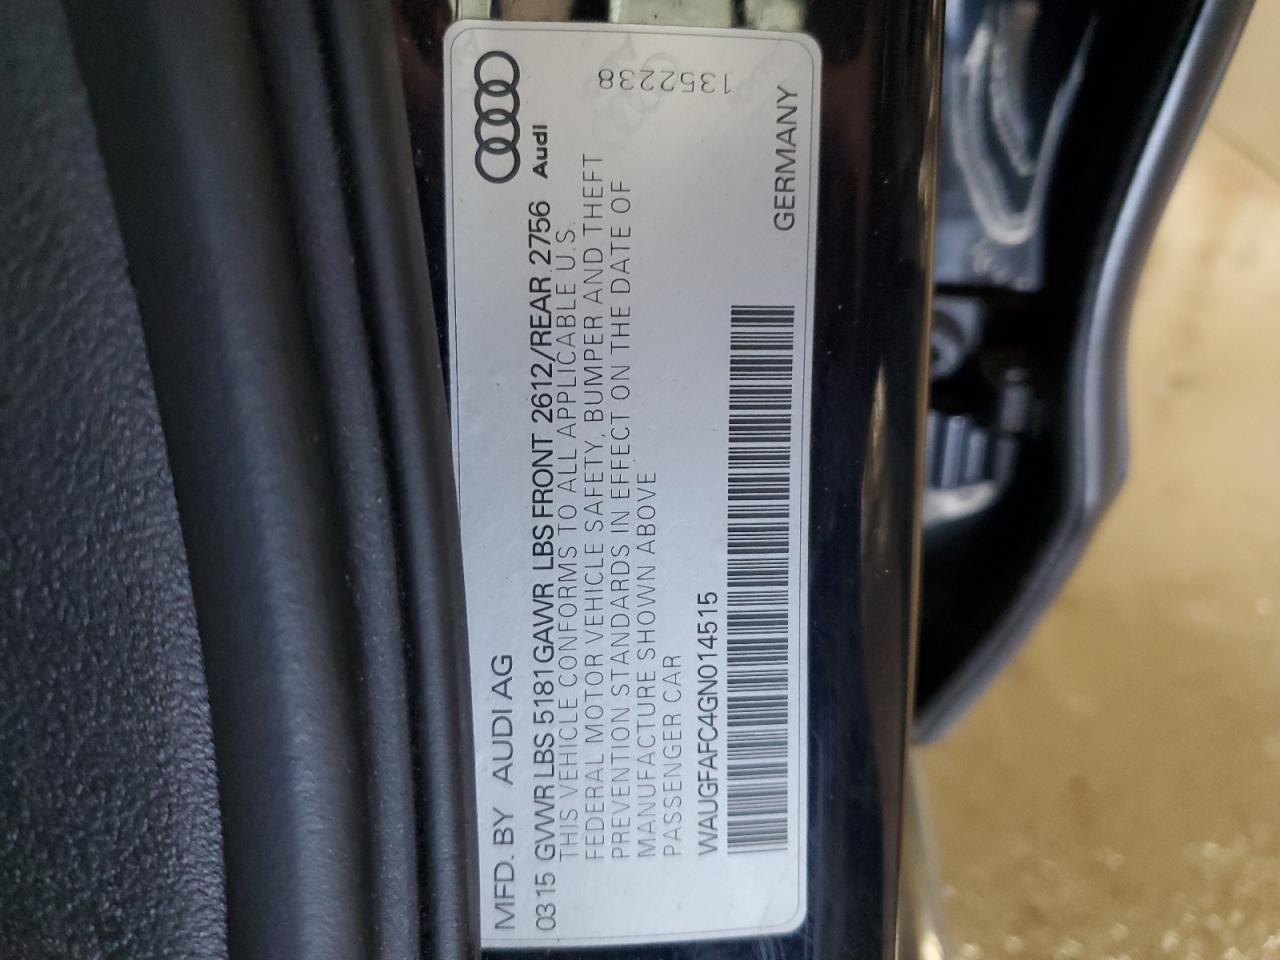 MFD. BY AUDI AG
Audi
03 15 GVWR LBS 5181 GAWR LBS FRONT 2612/REAR 2756
THIS VEHICLE CONFORMS TO ALL APPLICABLE U.S.
FEDERAL MOTOR VEHICLE SAFETY, BUMPER AND THEFT
PREVENTION STANDARDS IN EFFECT ON THE DATE OF
MANUFACTURE SHOWN ABOVE
PASSENGER CAR
WAUGFAFC4GN014515
1352238
GERMANY